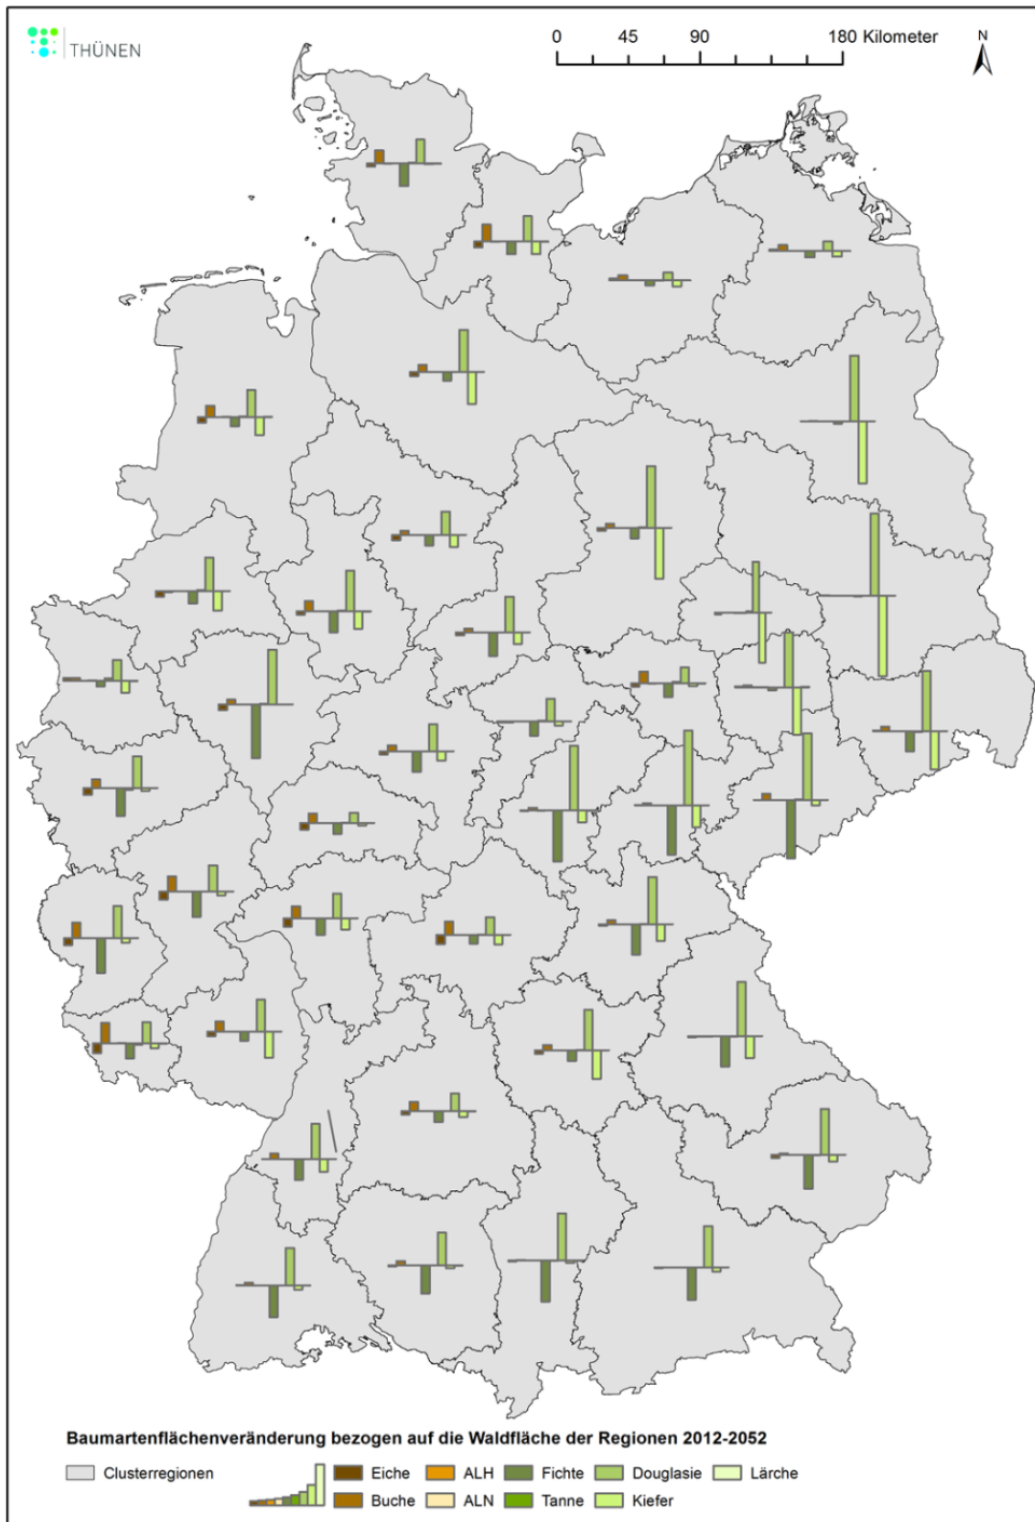 THÜNEN
0 45 90 180 Kilometer
N
Baumartenflächenveränderung bezogen auf die Waldfläche der Regionen 2012-2052
Clusterregionen Eiche ALH Fichte Douglasie Lärche
Buche ALN Tanne Kiefer